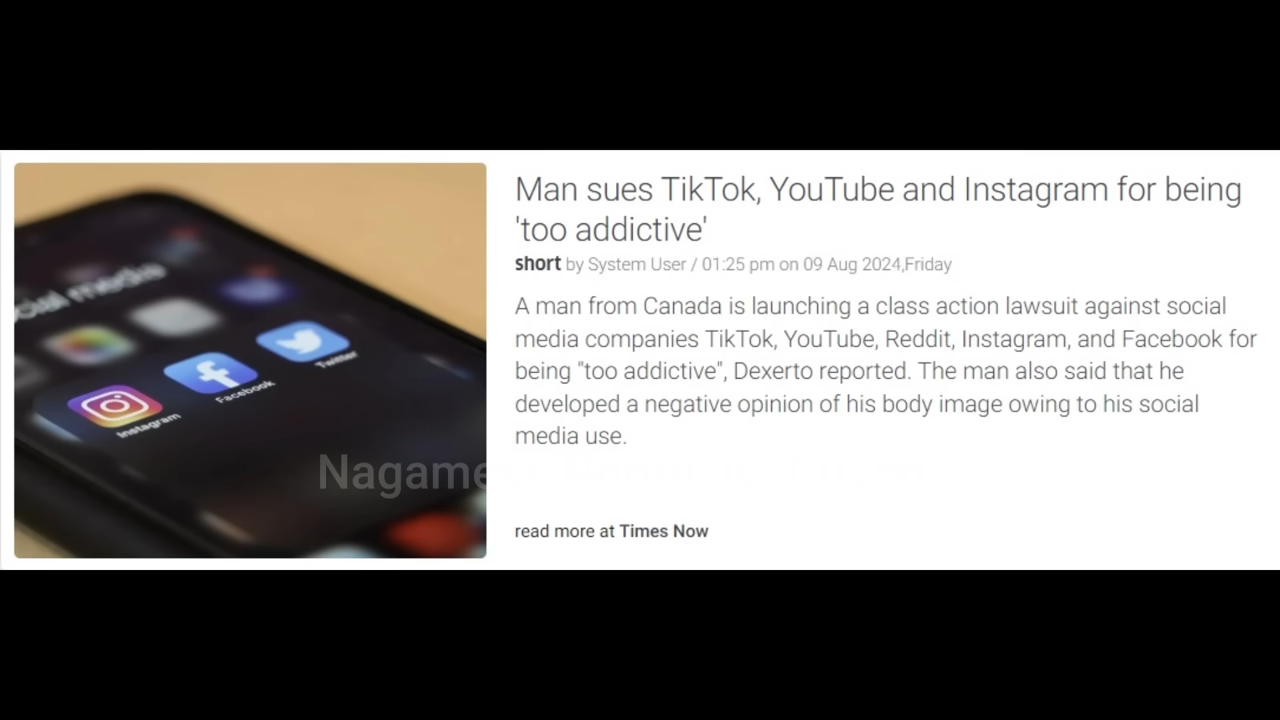 Man sues TikTok, YouTube and Instagram for being
'too addictive'
short by System User / 01:25 pm on 09 Aug 2024,Friday
A man from Canada is launching a class action lawsuit against social
media companies TikTok, YouTube, Reddit, Instagram, and Facebook for
being "too addictive", Dexerto reported. The man also said that he
developed a negative opinion of his body image owing to his social
media use.
read more at Times Now
media
Twitter
Facebook
Instagram